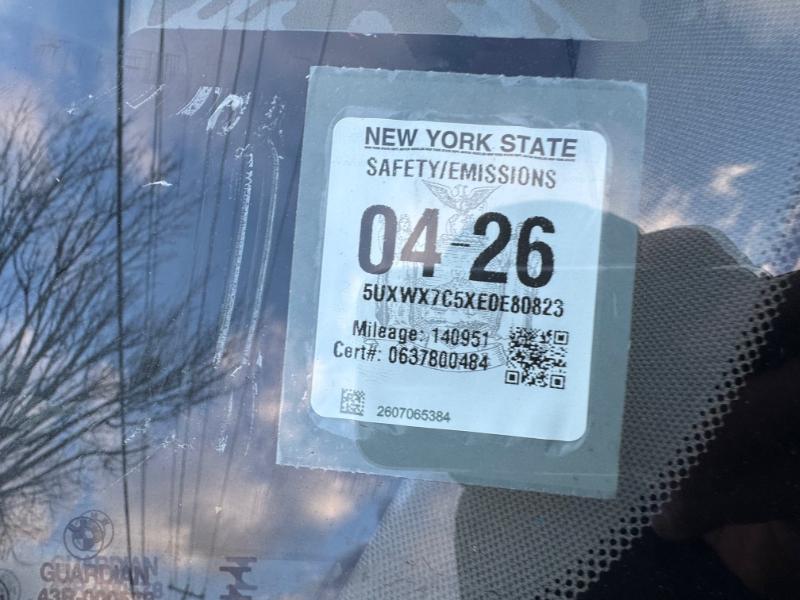 NEW YORK STATE
SAFETY/EMISSIONS
04-26
5UXWX7C5XE0E80823
Mileage: 140951
Cert#: 0637800484
2607065384
GUARDIAN